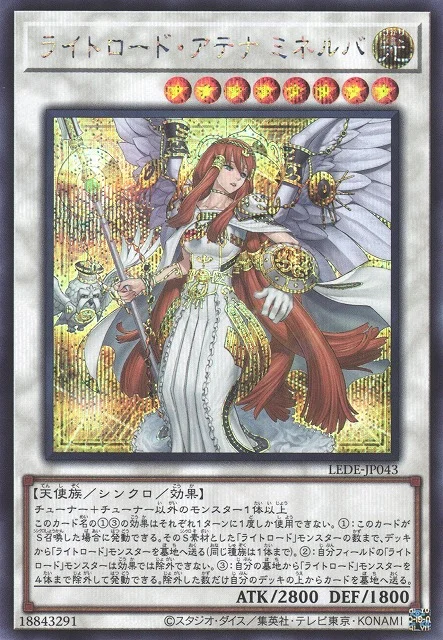 ライトロード・アテナ ミネルバ
光
LEDE-JP043
【天使族／シンクロ／効果】
チューナー＋チューナー以外のモンスター1体以上
このカード名の①③の効果はそれぞれ1ターンに1度しか使用できない。①：このカードが
S召喚した場合に発動できる。そのS素材とした「ライトロード」モンスターの数まで、デッキ
から「ライトロード」モンスターを墓地へ送る(同じ種族は1体まで)。②：自分フィールドの「ライ
トロード」モンスターは効果では除外できない。③：自分の墓地から「ライトロード」モンスターを
4体まで除外して発動できる。除外した数だけ自分のデッキの上からカードを墓地へ送る。
ATK/2800 DEF/1800
18843291
©スタジオ・ダイス/集英社・テレビ東京・KONAMI